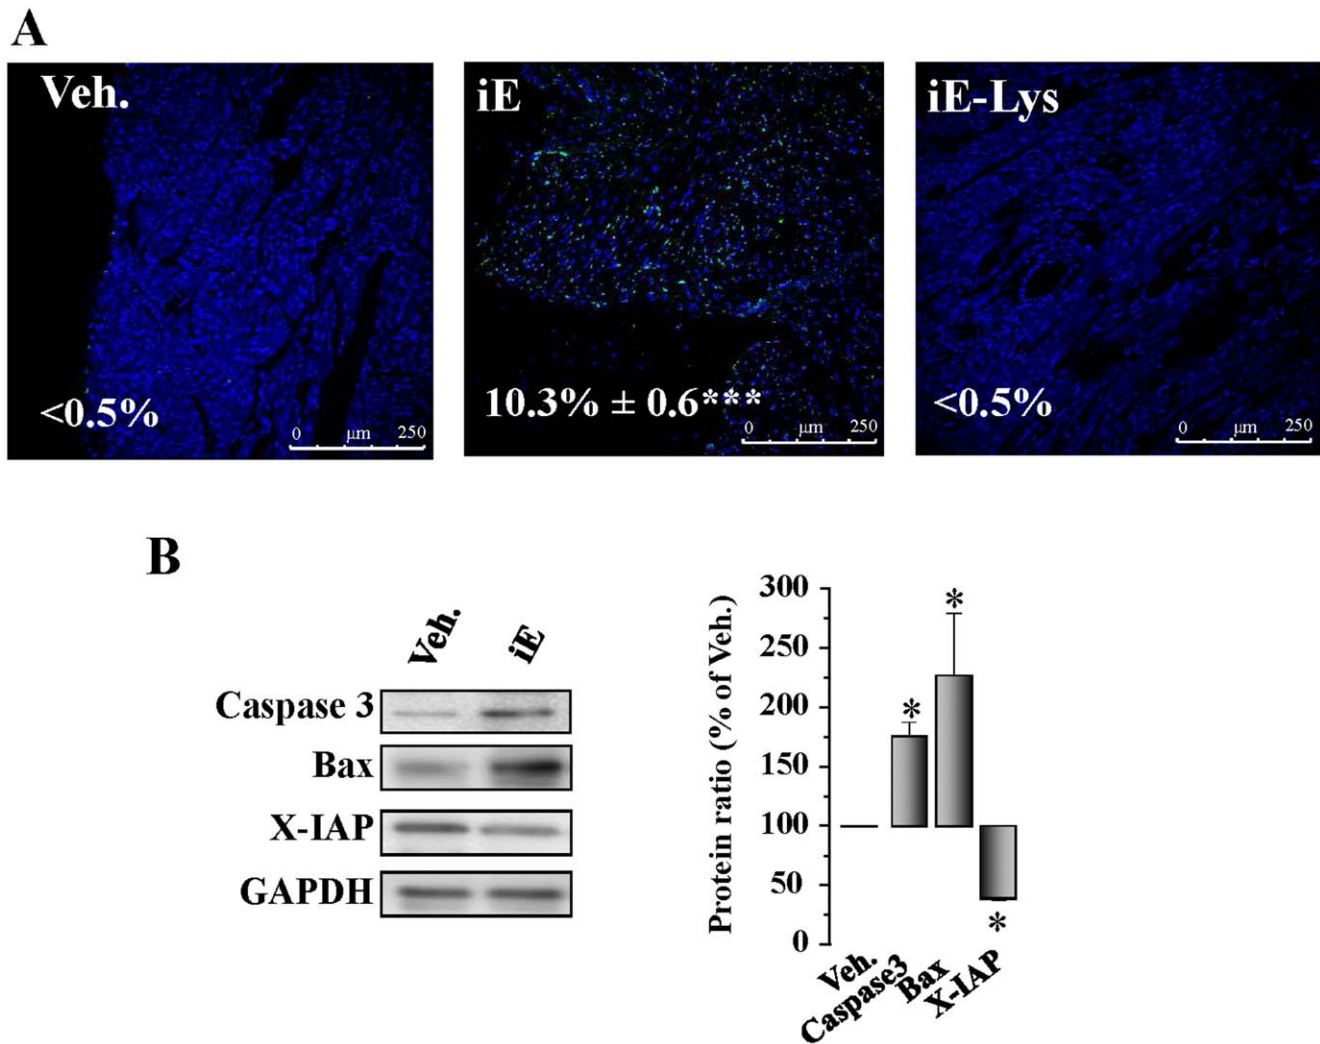 A
Veh.
<0.5%
0 μm 250
iE
10.3% ± 0.6***
0 μm 250
iE-Lys
<0.5%
0 μm 250
B
Veh.
iE
Caspase 3
Bax
X-IAP
GAPDH
Protein ratio (% of Veh.)
300
250
200
150
100
50
0
*
*
*
Veh.
Caspase3
Bax
X-IAP